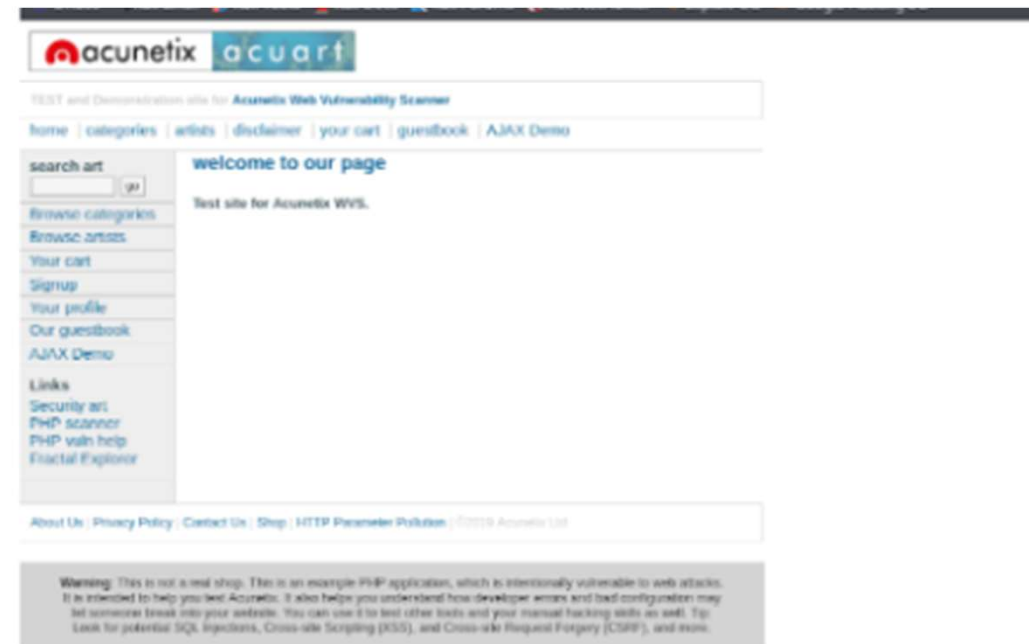 acunetix acuart
TEST and Demonstration site for Acunetix Web Vulnerability Scanner
home | categories | artists | disclaimer | your cart | guestbook | AJAX Demo
search art
go
Browse categories
Browse artists
Your cart
Signup
Your profile
Our guestbook
AJAX Demo
Links
Security art
PHP scanner
PHP vuln help
Fractal Explorer
welcome to our page
Test site for Acunetix WVS.
About Us | Privacy Policy | Contact Us | Shop | HTTP Parameter Pollution | ©2019 Acunetix Ltd
Warning: This is not a real shop. This is an example PHP application, which is intentionally vulnerable to web attacks.
It is intended to help you test Acunetix. It also helps you understand how developer errors and bad configuration may
let someone break into your website. You can use it to test other tools and your manual hacking skills as well. Tip:
Look for potential SQL Injections, Cross-site Scripting (XSS), and Cross-site Request Forgery (CSRF), and more.